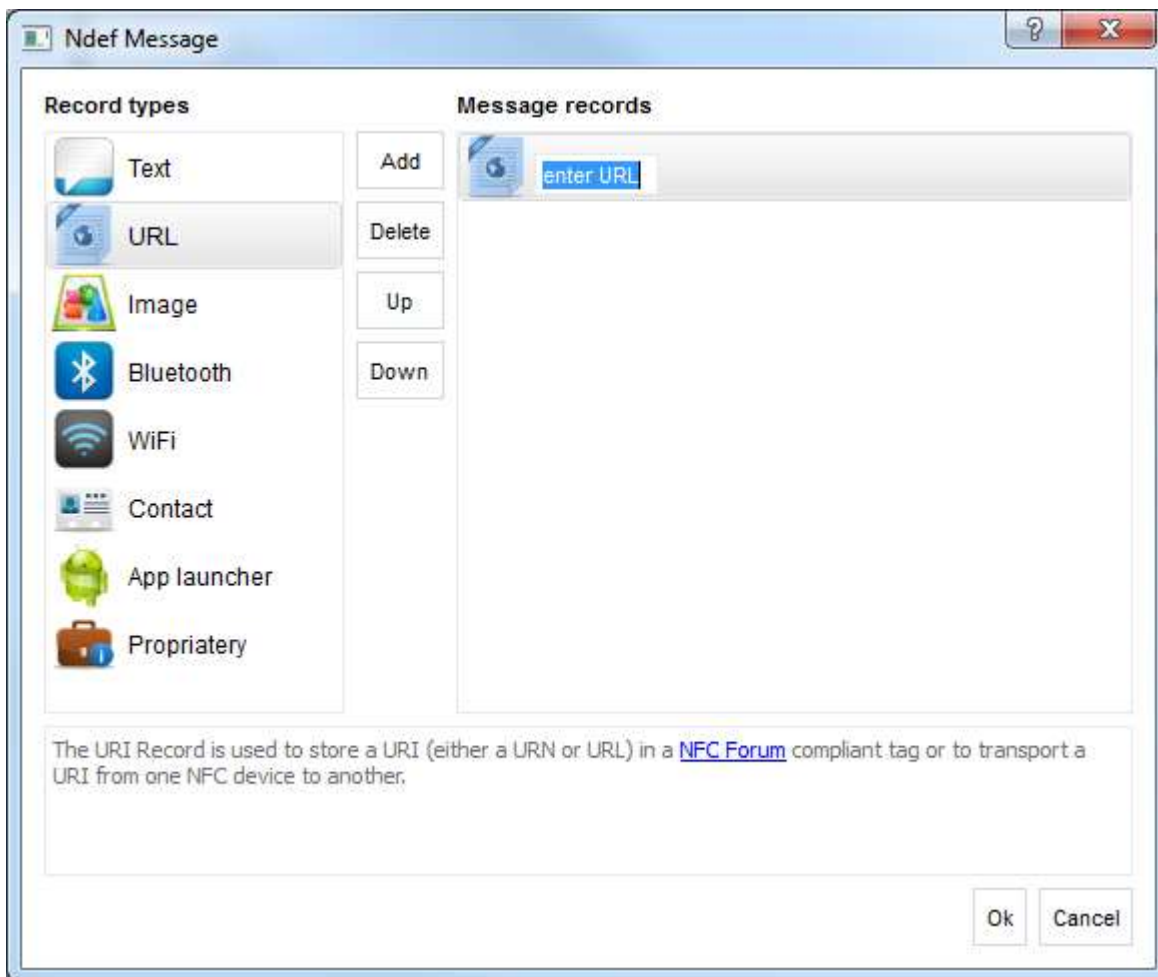 Ndef Message
Record types
Message records
Text
URL
Image
Bluetooth
WiFi
Contact
App launcher
Propriatery
Add
Delete
Up
Down
enter URL
The URI Record is used to store a URI (either a URN or URL) in a NFC Forum compliant tag or to transport a
URI from one NFC device to another.
Ok
Cancel